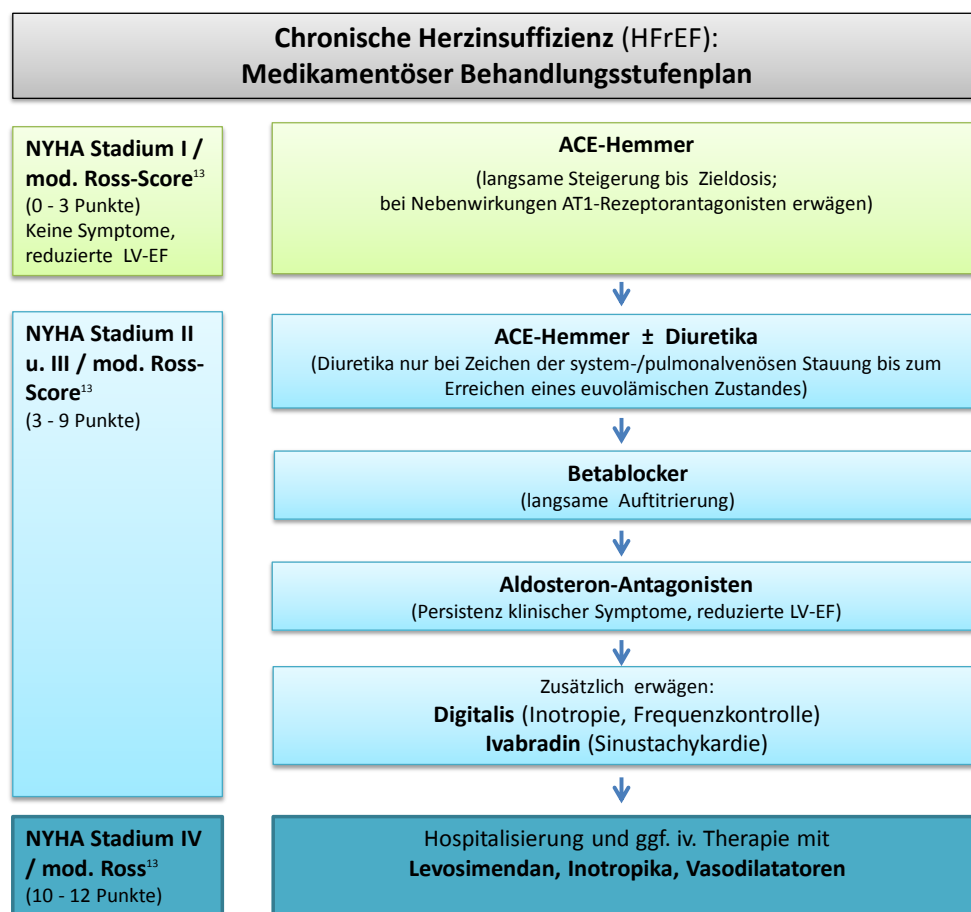 Chronische Herzinsuffizienz (HFrEF):
Medikamentöser Behandlungsstufenplan
NYHA Stadium I /
mod. Ross-Score¹³
(0 - 3 Punkte)
Keine Symptome,
reduzierte LV-EF
ACE-Hemmer
(langsame Steigerung bis Zieldosis;
bei Nebenwirkungen AT1-Rezeptorantagonisten erwägen)
NYHA Stadium II
u. III / mod. Ross-
Score¹³
(3 - 9 Punkte)
ACE-Hemmer ± Diuretika
(Diuretika nur bei Zeichen der system-/pulmonalvenösen Stauung bis zum
Erreichen eines euvolämischen Zustandes)
Betablocker
(langsame Auftitrierung)
Aldosteron-Antagonisten
(Persistenz klinischer Symptome, reduzierte LV-EF)
Zusätzlich erwägen:
Digitalis (Inotropie, Frequenzkontrolle)
Ivabradin (Sinustachykardie)
NYHA Stadium IV
/ mod. Ross¹³
(10 - 12 Punkte)
Hospitalisierung und ggf. iv. Therapie mit
Levosimendan, Inotropika, Vasodilatatoren